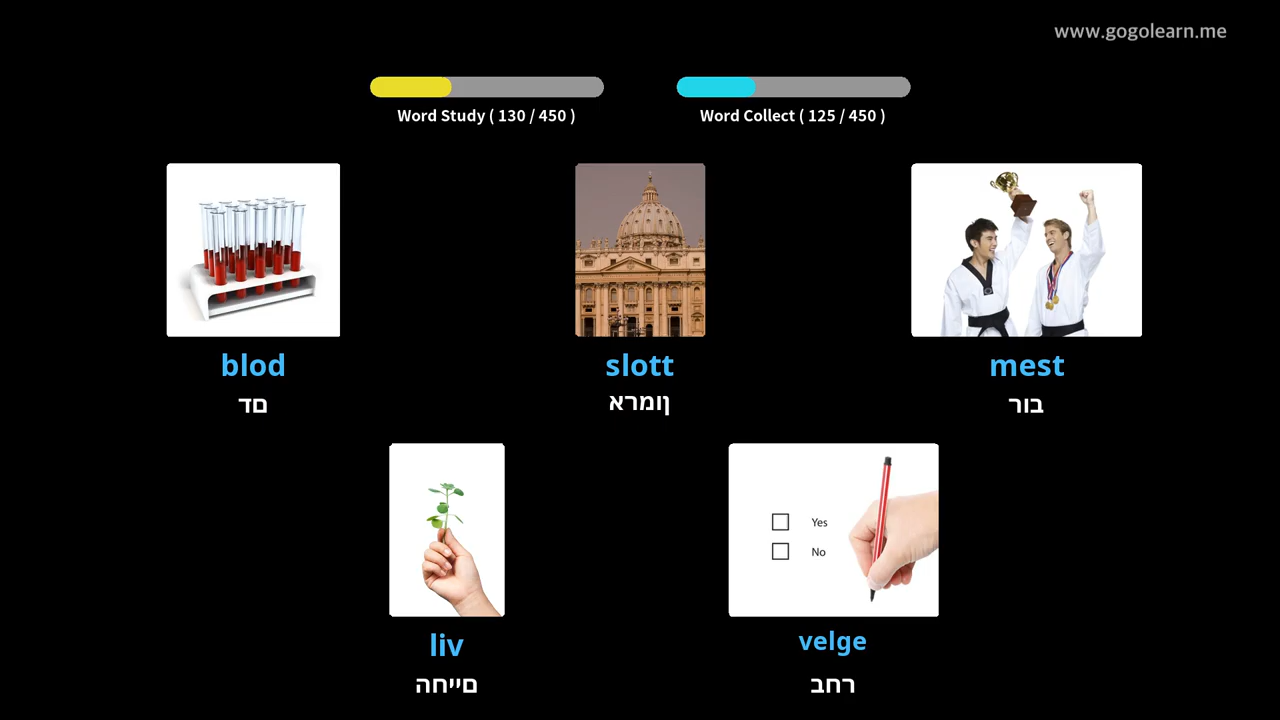 www.gogolearn.me
Word Study ( 130 / 450 )
Word Collect ( 125 / 450 )
blod
םד
slott
ןומרא
mest
בור
Yes
No
liv
םייחה
velge
רחב